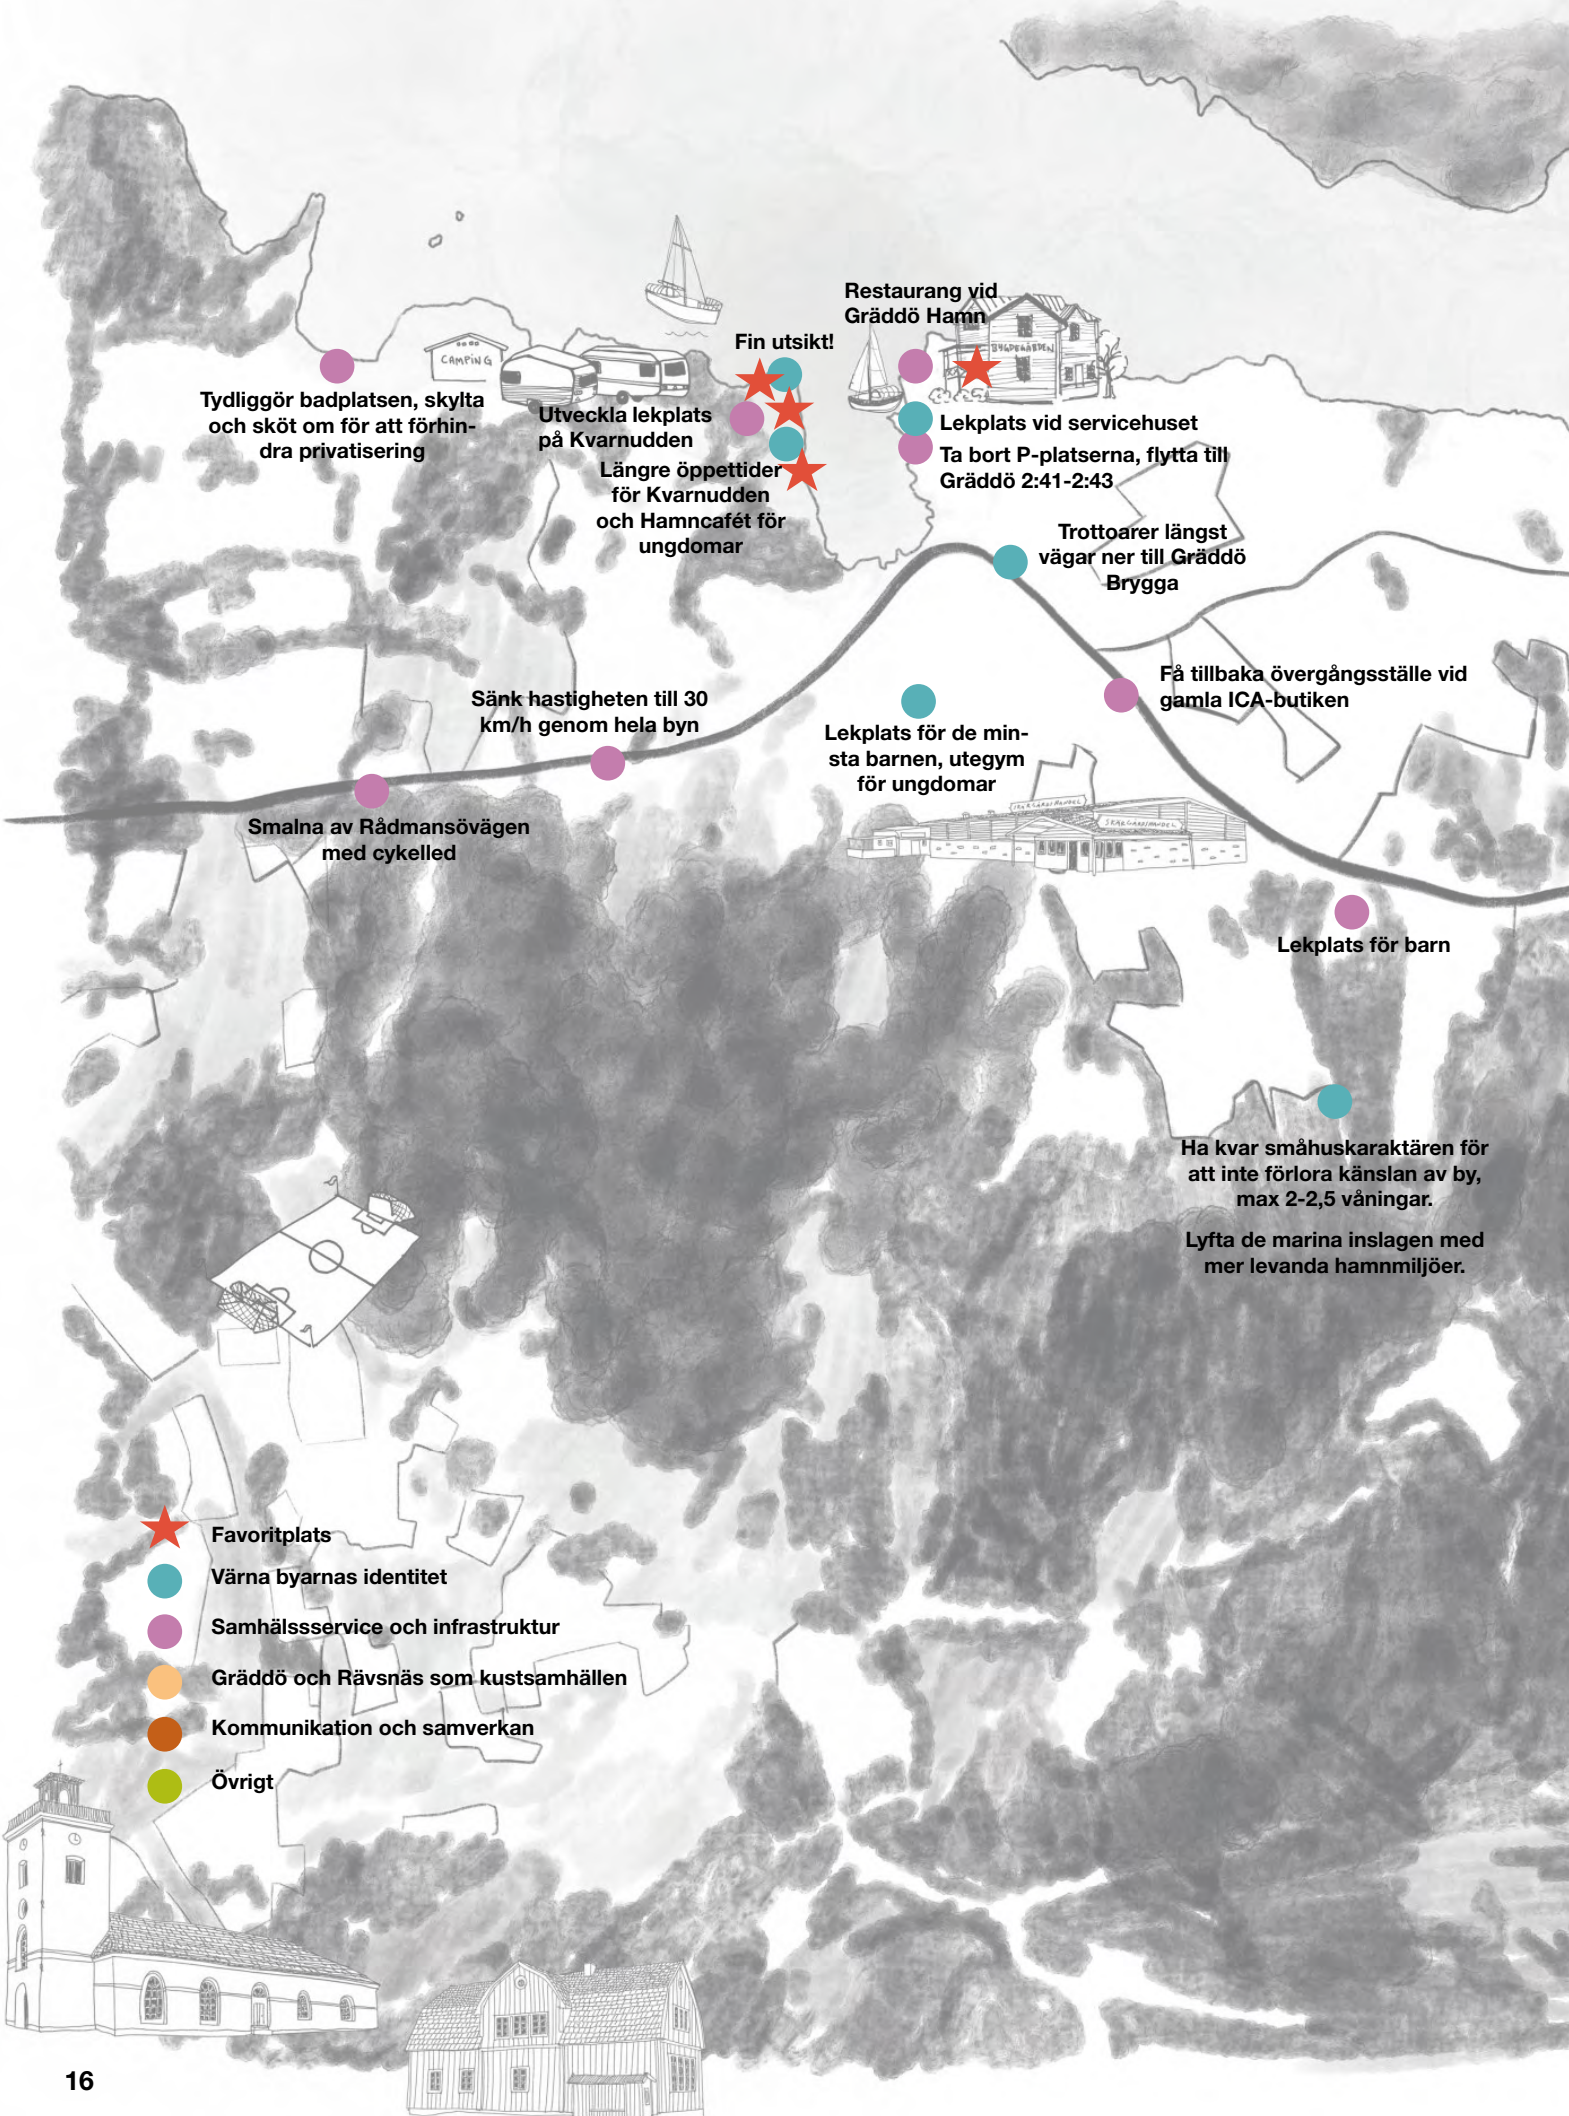 Restaurang vid
Gräddö Hamn
Fin utsikt!
BYGDEGÅRDEN
CAMPING
Tydliggör badplatsen, skylta
och sköt om för att förhin-
dra privatisering
Utveckla lekplats
på Kvarnudden
Lekplats vid servicehuset
Ta bort P-platserna, flytta till
Gräddö 2:41-2:43
Längre öppettider
för Kvarnudden
och Hamncafét för
ungdomar
Trottoarer längst
vägar ner till Gräddö
Brygga
Få tillbaka övergångsställe vid
gamla ICA-butiken
Sänk hastigheten till 30
km/h genom hela byn
Lekplats för de min-
sta barnen, utegym
för ungdomar
SKÄRGÅRDSHANDEL
SKÄRGÅRDSHANDEL
Smalna av Rådmansövägen
med cykelled
Lekplats för barn
Ha kvar småhuskaraktären för
att inte förlora känslan av by,
max 2-2,5 våningar.
Lyfta de marina inslagen med
mer levanda hamnmiljöer.
Favoritplats
Värna byarnas identitet
Samhälssservice och infrastruktur
Gräddö och Rävsnäs som kustsamhällen
Kommunikation och samverkan
Övrigt
16